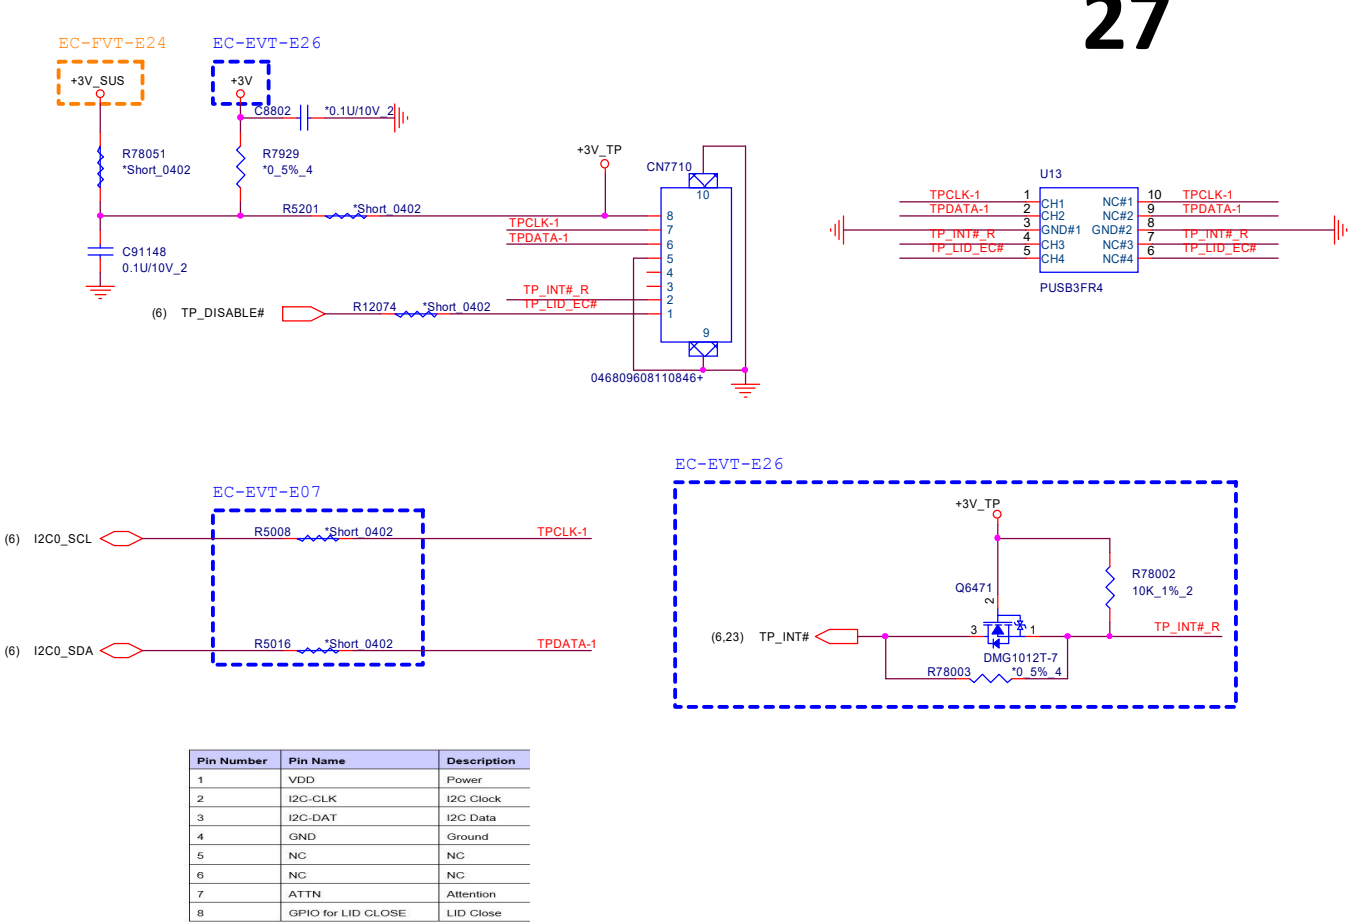 27
EC-FVT-E24
EC-EVT-E26
+3V_SUS
+3V
C8802
*0.1U/10V_2
R78051
*Short_0402
R7929
*0_5%_4
+3V_TP
CN7710
R5201
*Short_0402
TPCLK-1
TPDATA-1
C91148
0.1U/10V_2
TP_INT#_R
TP_LID_EC#
(6)
TP_DISABLE#
R12074
*Short_0402
10
8
7
6
5
4
3
2
1
9
046809608110846+
U13
TPCLK-1
1
CH1
NC#1
10
TPCLK-1
TPDATA-1
2
CH2
NC#2
9
TPDATA-1
3
GND#1
GND#2
8
TP_INT#_R
4
CH3
NC#3
7
TP_INT#_R
TP_LID_EC#
5
CH4
NC#4
6
TP_LID_EC#
PUSB3FR4
EC-EVT-E07
(6)
I2C0_SCL
R5008
*Short_0402
TPCLK-1
(6)
I2C0_SDA
R5016
*Short_0402
TPDATA-1
EC-EVT-E26
+3V_TP
Q6471
2
R78002
10K_1%_2
(6,23)
TP_INT#
3
1
TP_INT#_R
DMG1012T-7
R78003
*0_5%_4
Pin Number Pin Name Description
1 VDD Power
2 I2C-CLK I2C Clock
3 I2C-DAT I2C Data
4 GND Ground
5 NC NC
6 NC NC
7 ATTN Attention
8 GPIO for LID CLOSE LID Close